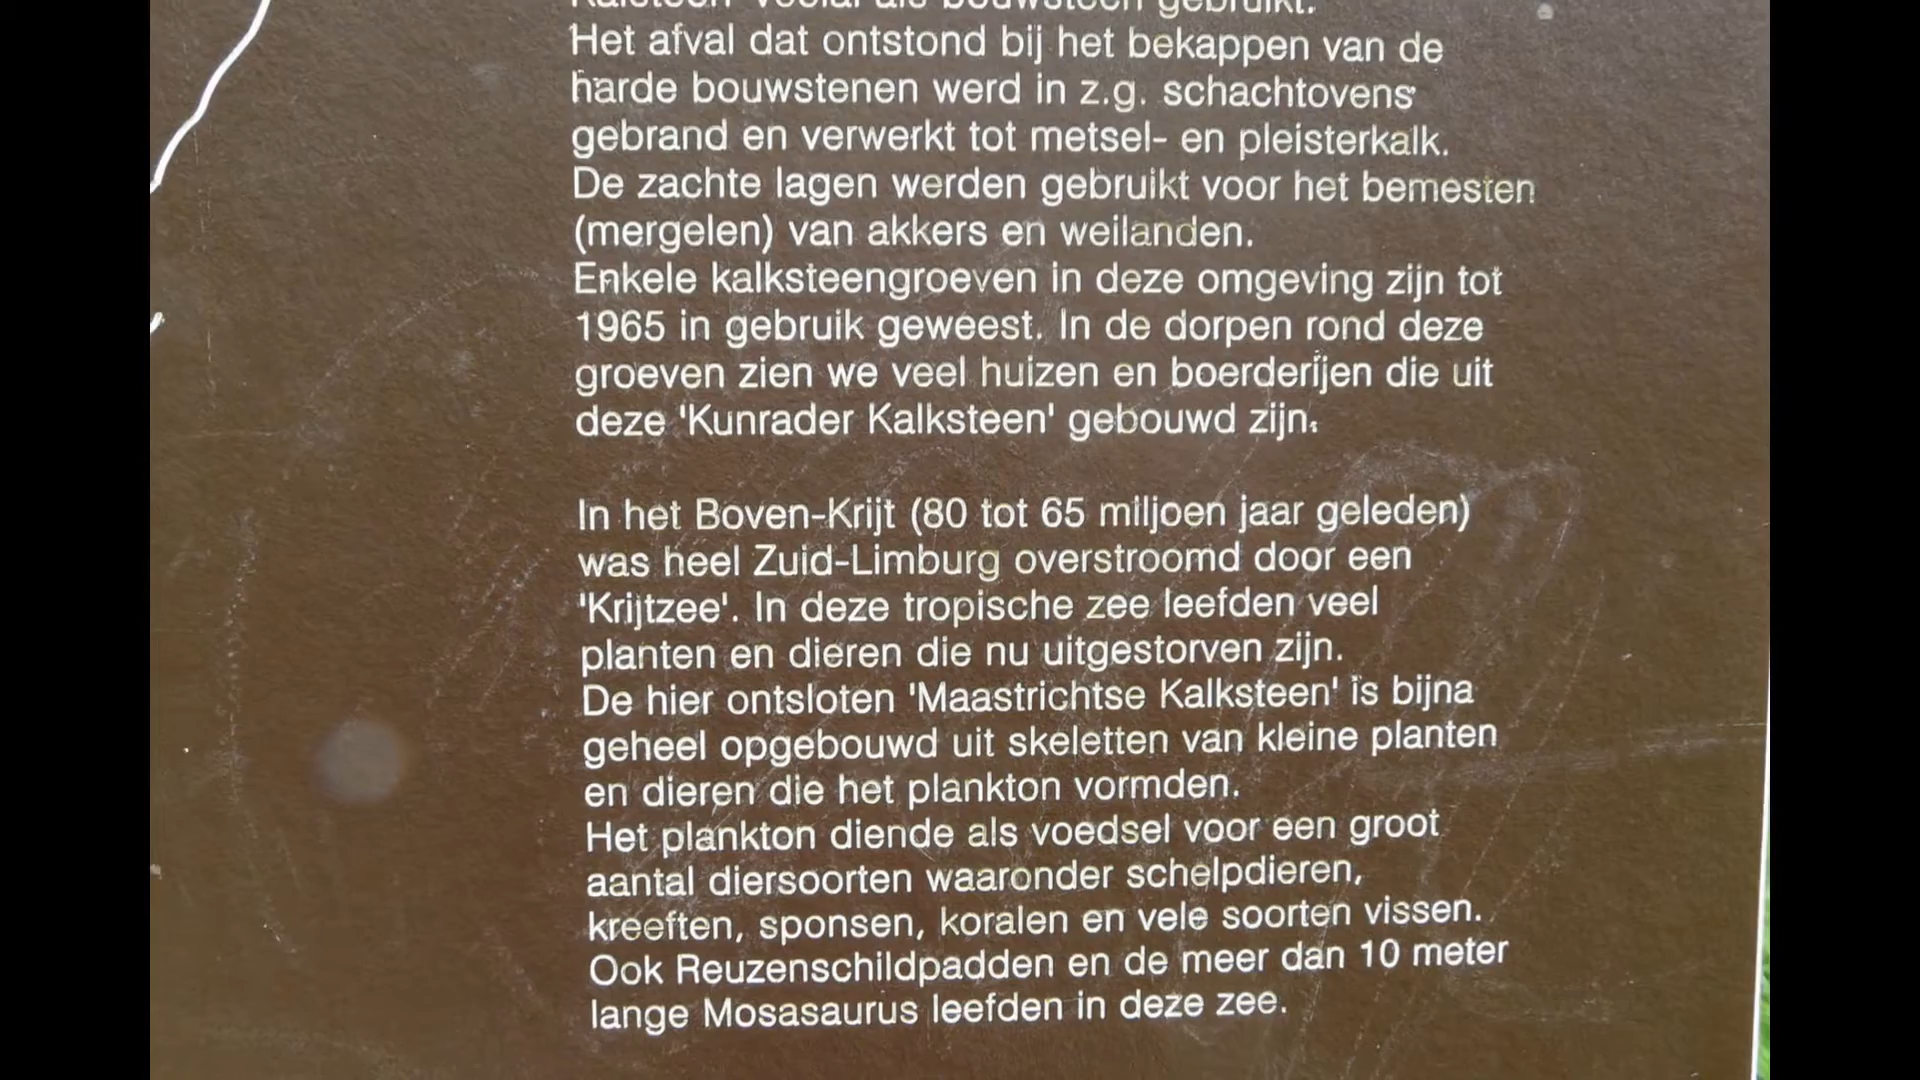 Kalksteen' vooral als bouwsteen gebruikt.
Het afval dat ontstond bij het bekappen van de
harde bouwstenen werd in z.g. schachtovens
gebrand en verwerkt tot metsel- en pleisterkalk.
De zachte lagen werden gebruikt voor het bemesten
(mergelen) van akkers en weilanden.
Enkele kalksteengroeven in deze omgeving zijn tot
1965 in gebruik geweest. In de dorpen rond deze
groeven zien we veel huizen en boerderijen die uit
deze 'Kunrader Kalksteen' gebouwd zijn.
In het Boven-Krijt (80 tot 65 miljoen jaar geleden)
was heel Zuid-Limburg overstroomd door een
'Krijtzee'. In deze tropische zee leefden veel
planten en dieren die nu uitgestorven zijn.
De hier ontsloten 'Maastrichtse Kalksteen' is bijna
geheel opgebouwd uit skeletten van kleine planten
en dieren die het plankton vormden.
Het plankton diende als voedsel voor een groot
aantal diersoorten waaronder schelpdieren,
kreeften, sponsen, koralen en vele soorten vissen.
Ook Reuzenschildpadden en de meer dan 10 meter
lange Mosasaurus leefden in deze zee.